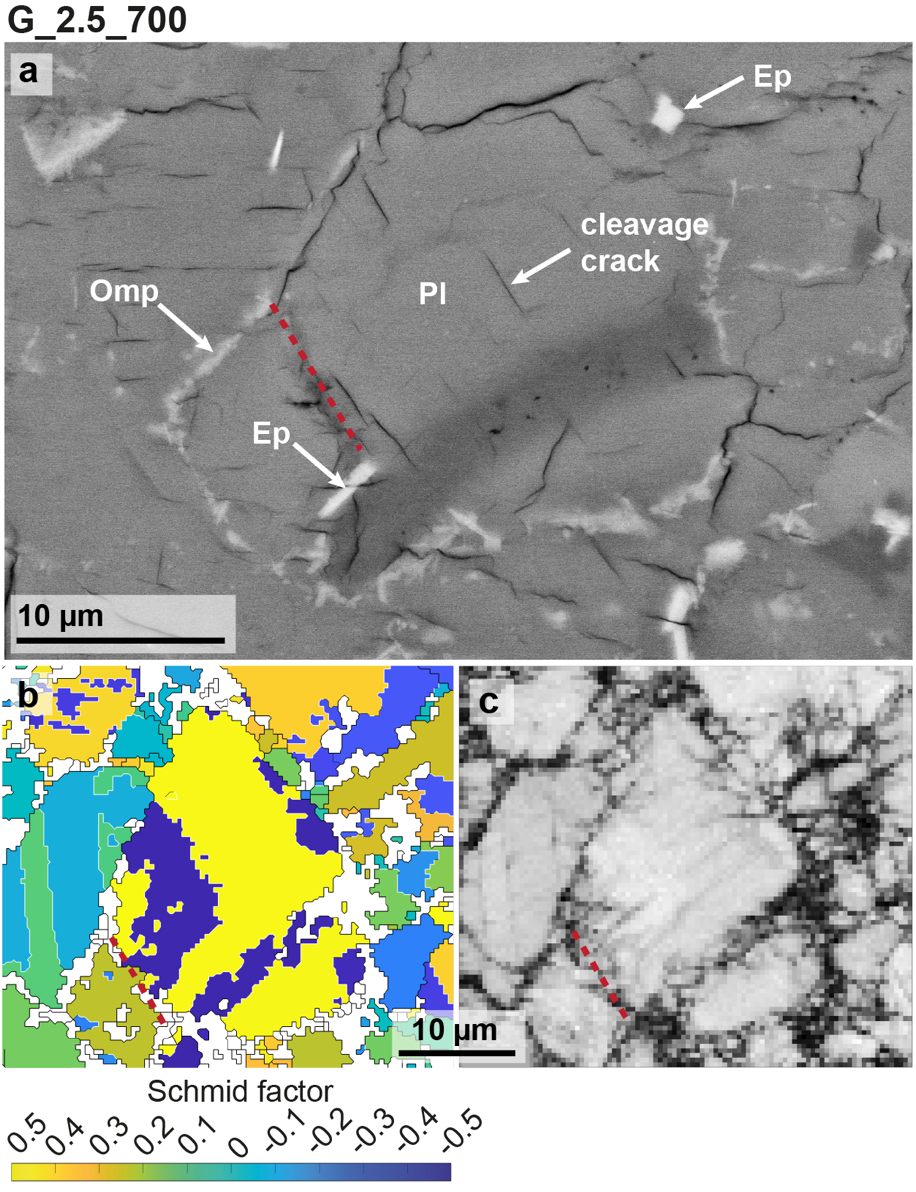 G_2.5_700
a
Ep
cleavage
crack
Omp
Pl
Ep
10 µm
b
c
10 µm
Schmid factor
0.5 0.4 0.3 0.2 0.1 0 -0.1 -0.2 -0.3 -0.4 -0.5